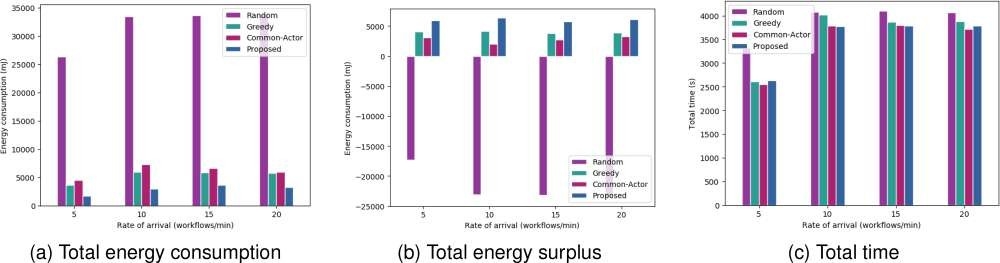 Energy consumption (mJ)
35000
30000
25000
20000
15000
10000
5000
0
Random
Greedy
Common-Actor
Proposed
5 10 15 20
Rate of arrival (workflows/min)
(a) Total energy consumption
Energy consumption (mJ)
5000
0
−5000
−10000
−15000
−20000
−25000
Random
Greedy
Common-Actor
Proposed
5 10 15 20
Rate of arrival (workflows/min)
(b) Total energy surplus
Total time (s)
4000
3500
3000
2500
2000
1500
1000
500
0
Random
Greedy
Common-Actor
Proposed
5 10 15 20
Rate of arrival (workflows/min)
(c) Total time